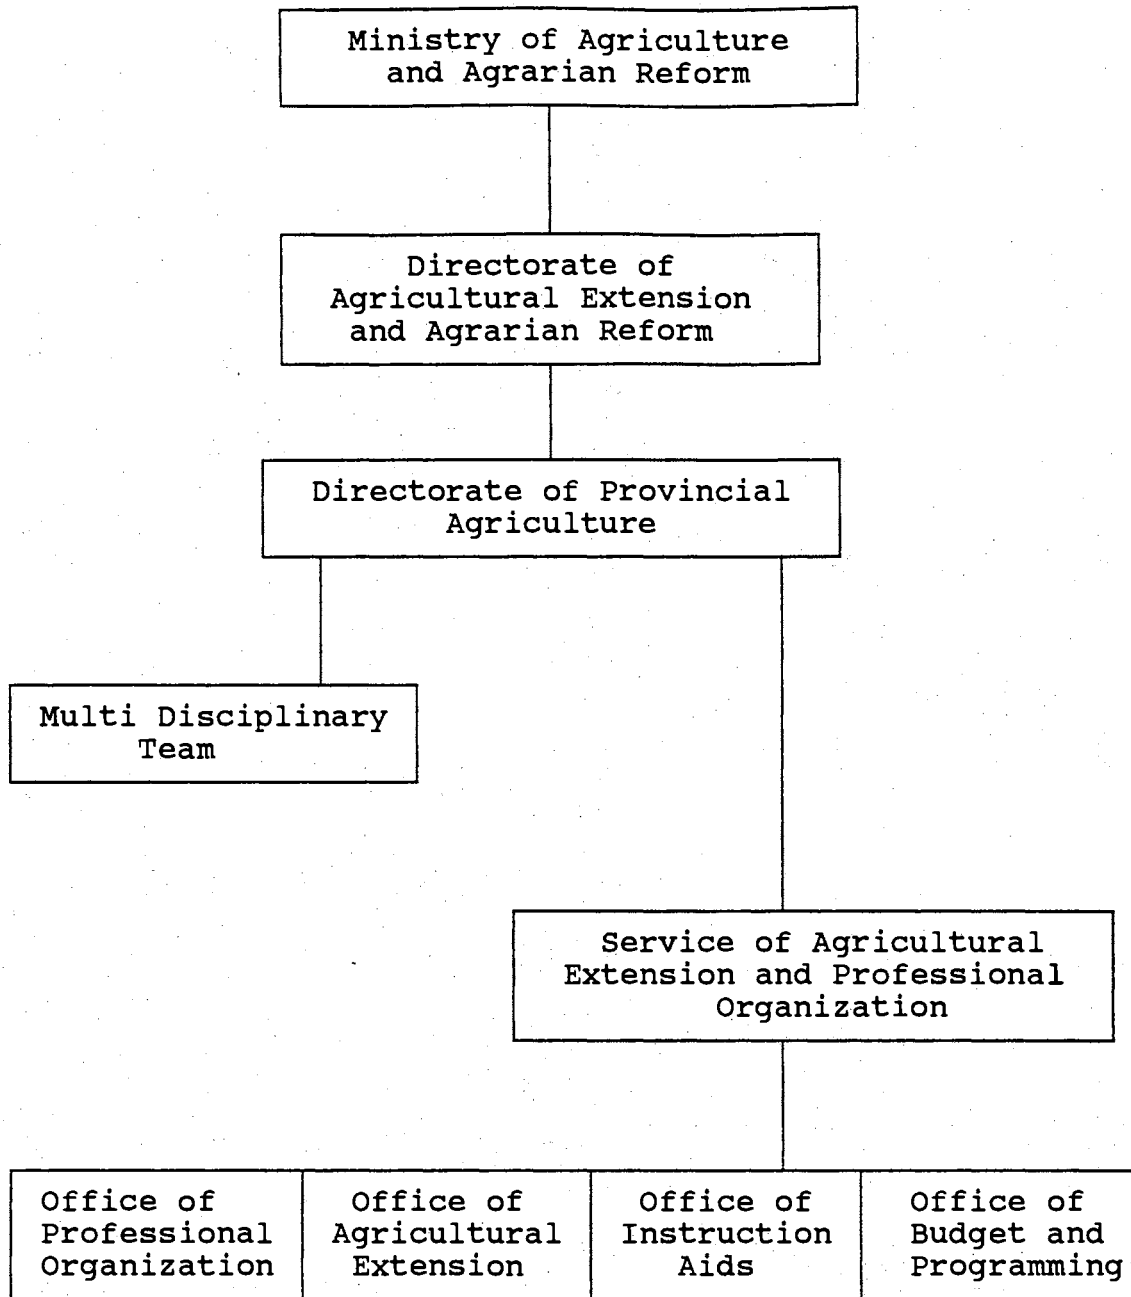 Ministry of Agriculture
and Agrarian Reform
Directorate of
Agricultural Extension
and Agrarian Reform
Directorate of Provincial
Agriculture
Multi Disciplinary
Team
Service of Agricultural
Extension and Professional
Organization
Office of
Professional
Organization
Office of
Agricultural
Extension
Office of
Instruction
Aids
Office of
Budget and
Programming